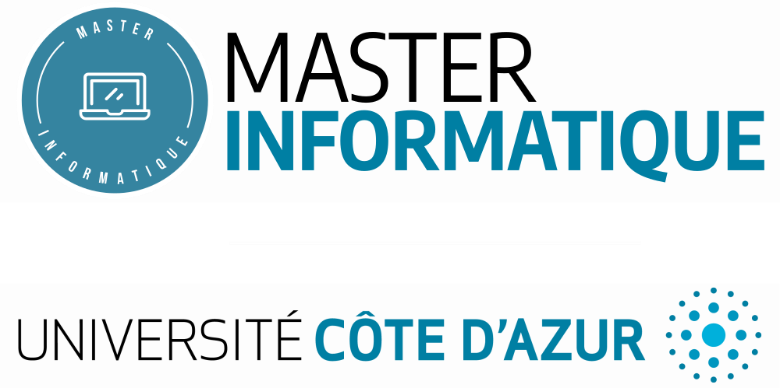 MASTER
INFORMATIQUE
MASTER
INFORMATIQUE
UNIVERSITÉ CÔTE D'AZUR